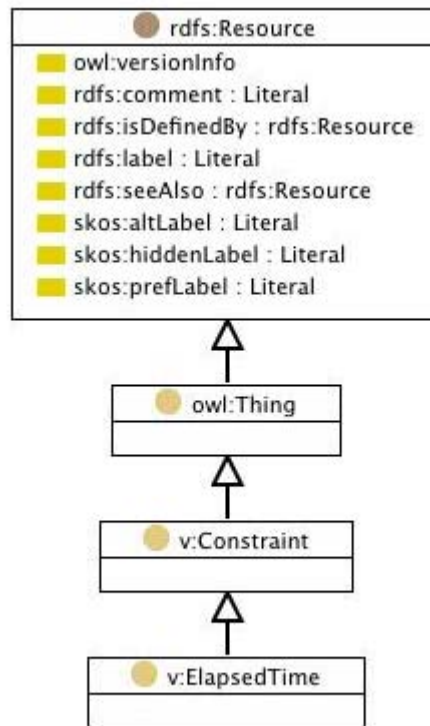 rdfs:Resource
owl:versionInfo
rdfs:comment : Literal
rdfs:isDefinedBy : rdfs:Resource
rdfs:label : Literal
rdfs:seeAlso : rdfs:Resource
skos:altLabel : Literal
skos:hiddenLabel : Literal
skos:prefLabel : Literal
owl:Thing
v:Constraint
v:ElapsedTime